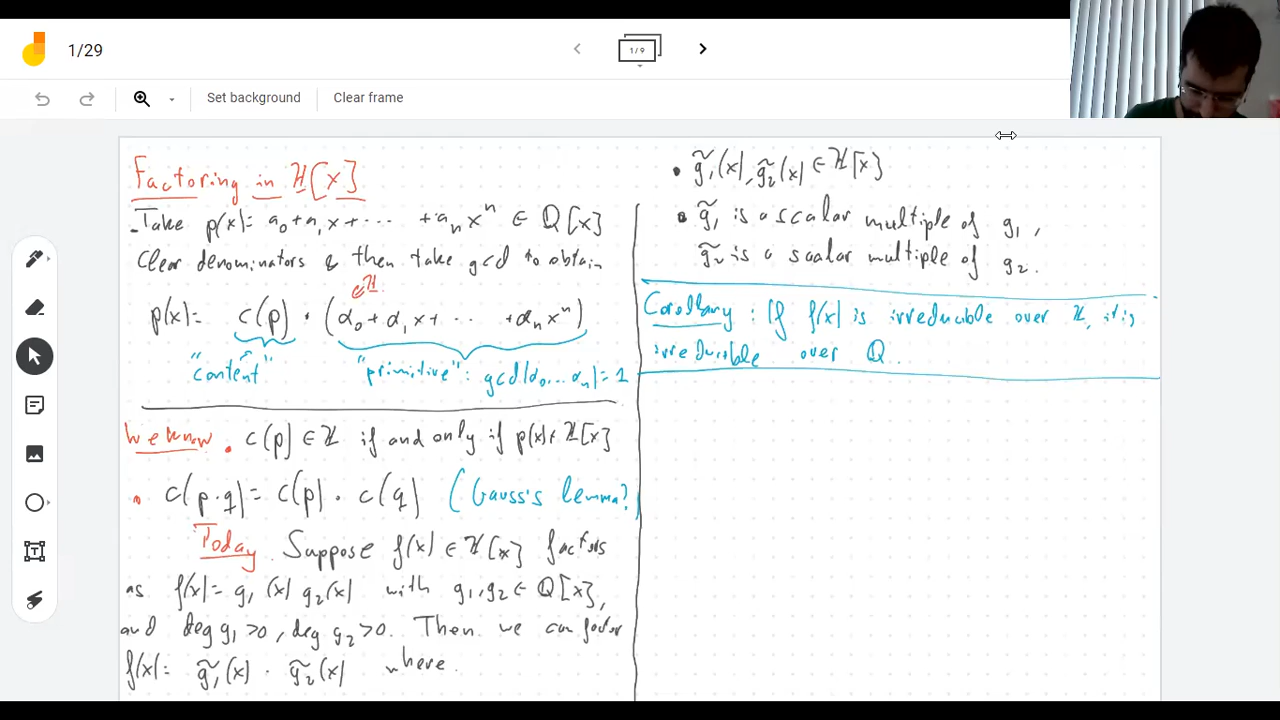 1/29
1/9
Set background
Clear frame
Factoring in ℤ[x]
Take p(x) = a₀+a₁x+ ··· +aₙxⁿ ∈ ℚ[x]
Clear denominators & then take gcd to obtain
∈ℤ
p(x) = c(p) · (α₀+α₁x+ ··· +αₙxⁿ)
"content" "primitive": gcd(α₀...αₙ)=1
We know . c(p) ∈ ℤ if and only if p(x)∈ ℤ[x]
• c(p·q) = c(p) · c(q) (Gauss's lemma?)
Today. Suppose f(x) ∈ ℤ[x] factors
as f(x) = g₁(x) g₂(x) with g₁, g₂ ∈ ℚ[x],
and deg g₁ >0, deg g₂ >0. Then we can factor
f(x) = g̃₁(x) · g̃₂(x) where
• g̃₁(x), g̃₂(x) ∈ ℤ[x]
• g̃₁ is a scalar multiple of g₁,
g̃₂ is a scalar multiple of g₂.
Corollary : If f(x) is irreducible over ℤ, it is
irreducible over ℚ.